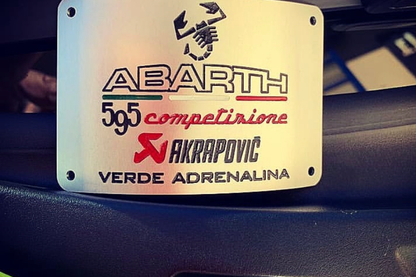 ABARTH
595 competizione
AKRAPOVIČ
VERDE ADRENALINA